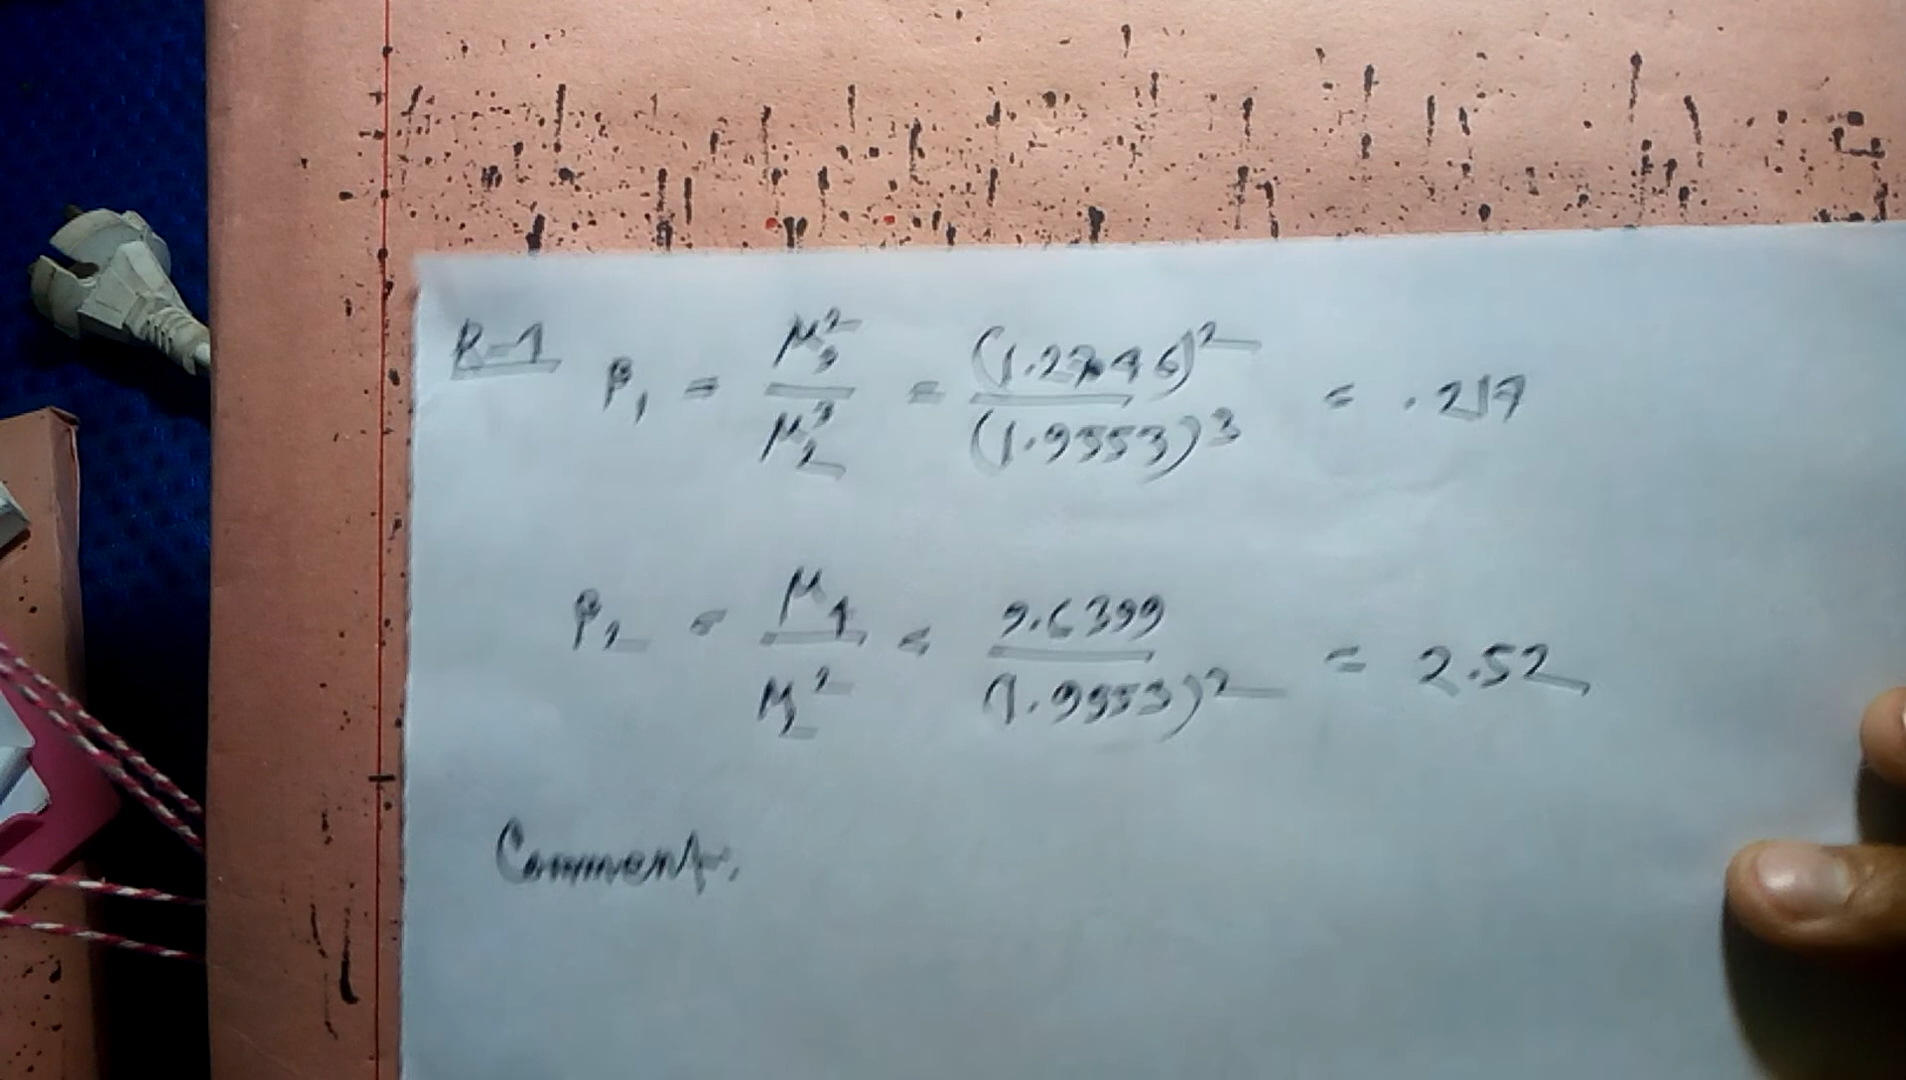 P-1 β₁ = μ₃² / μ₂³ = (1.2746)² / (1.9553)³ = .217
β₂ = μ₄ / μ₂² = 9.6399 / (1.9553)² = 2.52
Comment: